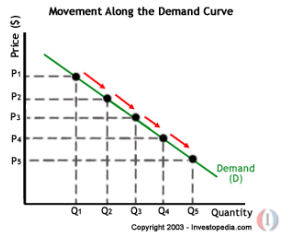 Movement Along the Demand Curve
Price ($)
P1
P2
P3
P4
P5
Demand
(D)
Q1 Q2 Q3 Q4 Q5 Quantity
Copyright 2003 - Investopedia.com